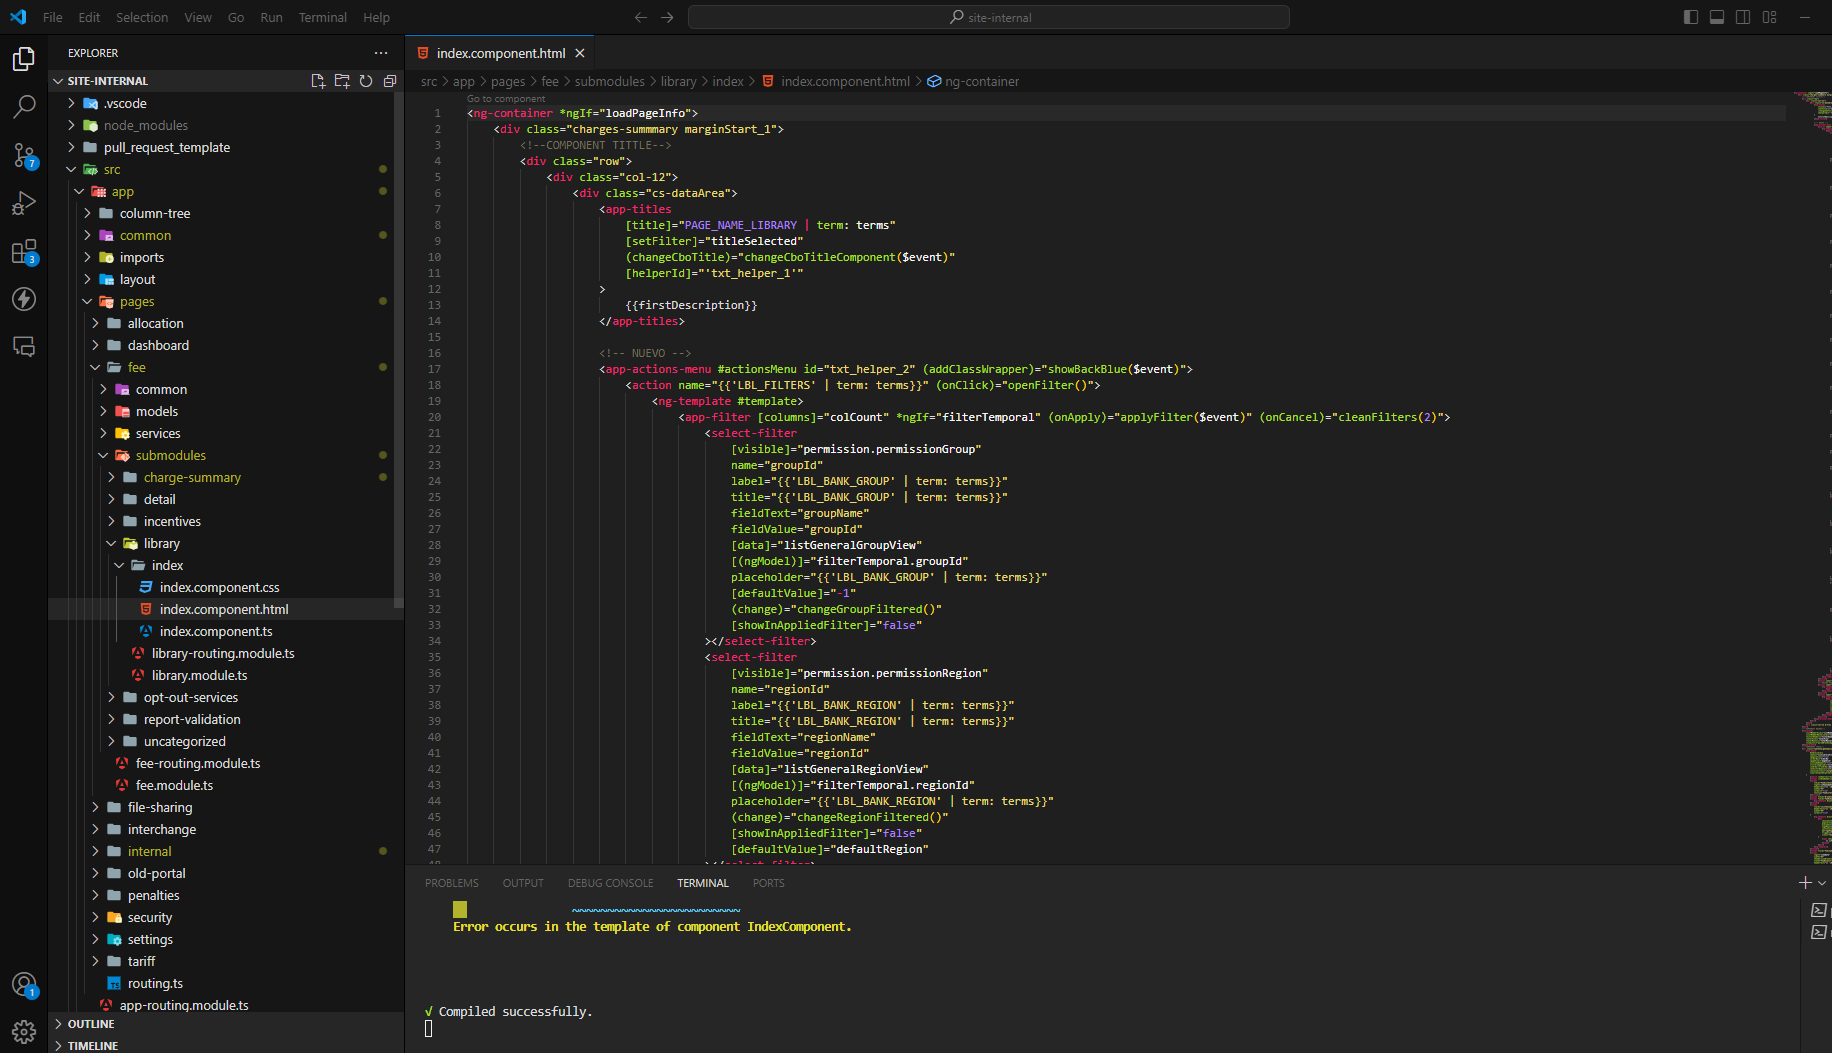 File Edit Selection View Go Run Terminal Help
site-internal
EXPLORER
SITE-INTERNAL
.vscode
node_modules
pull_request_template
src
app
column-tree
common
imports
layout
pages
allocation
dashboard
fee
common
models
services
submodules
charge-summary
detail
incentives
library
index
index.component.css
index.component.html
index.component.ts
library-routing.module.ts
library.module.ts
opt-out-services
report-validation
uncategorized
fee-routing.module.ts
fee.module.ts
file-sharing
interchange
internal
old-portal
penalties
security
settings
tariff
routing.ts
app-routing.module.ts
OUTLINE
TIMELINE
7
3
1
index.component.html
src > app > pages > fee > submodules > library > index > index.component.html > ng-container
Go to component
1 <ng-container *ngIf="loadPageInfo">
2 <div class="charges-summmary marginStart_1">
3 <!--COMPONENT TITTLE-->
4 <div class="row">
5 <div class="col-12">
6 <div class="cs-dataArea">
7 <app-titles
8 [title]="PAGE_NAME_LIBRARY | term: terms"
9 [setFilter]="titleSelected"
10 (changeCboTitle)="changeCboTitleComponent($event)"
11 [helperId]="'txt_helper_1'"
12 >
13 {{firstDescription}}
14 </app-titles>
15
16 <!-- NUEVO -->
17 <app-actions-menu #actionsMenu id="txt_helper_2" (addClassWrapper)="showBackBlue($event)">
18 <action name="{{'LBL_FILTERS' | term: terms}}" (onClick)="openFilter()">
19 <ng-template #template>
20 <app-filter [columns]="colCount" *ngIf="filterTemporal" (onApply)="applyFilter($event)" (onCancel)="cleanFilters(2)">
21 <select-filter
22 [visible]="permission.permissionGroup"
23 name="groupId"
24 label="{{'LBL_BANK_GROUP' | term: terms}}"
25 title="{{'LBL_BANK_GROUP' | term: terms}}"
26 fieldText="groupName"
27 fieldValue="groupId"
28 [data]="listGeneralGroupView"
29 [(ngModel)]="filterTemporal.groupId"
30 placeholder="{{'LBL_BANK_GROUP' | term: terms}}"
31 [defaultValue]="-1"
32 (change)="changeGroupFiltered()"
33 [showInAppliedFilter]="false"
34 ></select-filter>
35 <select-filter
36 [visible]="permission.permissionRegion"
37 name="regionId"
38 label="{{'LBL_BANK_REGION' | term: terms}}"
39 title="{{'LBL_BANK_REGION' | term: terms}}"
40 fieldText="regionName"
41 fieldValue="regionId"
42 [data]="listGeneralRegionView"
43 [(ngModel)]="filterTemporal.regionId"
44 placeholder="{{'LBL_BANK_REGION' | term: terms}}"
45 (change)="changeRegionFiltered()"
46 [showInAppliedFilter]="false"
47 [defaultValue]="defaultRegion"
PROBLEMS OUTPUT DEBUG CONSOLE TERMINAL PORTS
~~~~~~~~~~~~~~~~~~~~~~~~
Error occurs in the template of component IndexComponent.
√ Compiled successfully.